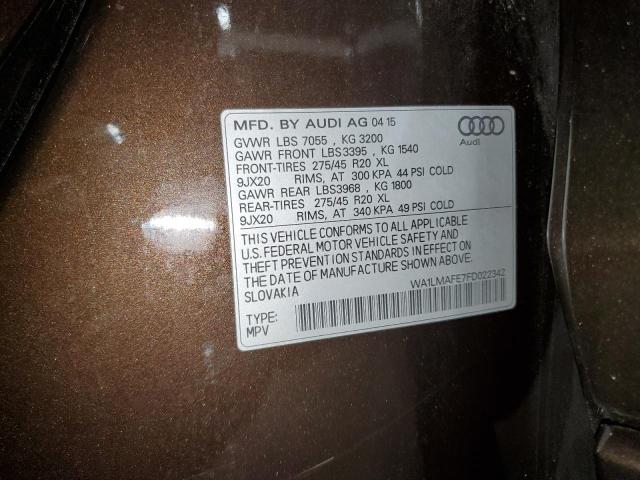 MFD. BY AUDI AG 04 15
GVWR LBS 7055 , KG 3200
GAWR FRONT LBS3395 , KG 1540
FRONT-TIRES 275/45 R20 XL
9JX20 RIMS, AT 300 KPA 44 PSI COLD
GAWR REAR LBS3968 , KG 1800
REAR-TIRES 275/45 R20 XL
9JX20 RIMS, AT 340 KPA 49 PSI COLD
Audi
THIS VEHICLE CONFORMS TO ALL APPLICABLE
U.S. FEDERAL MOTOR VEHICLE SAFETY AND
THEFT PREVENTION STANDARDS IN EFFECT ON
THE DATE OF MANUFACTURE SHOWN ABOVE.
SLOVAKIA
WA1LMAFE7FD022342
TYPE:
MPV